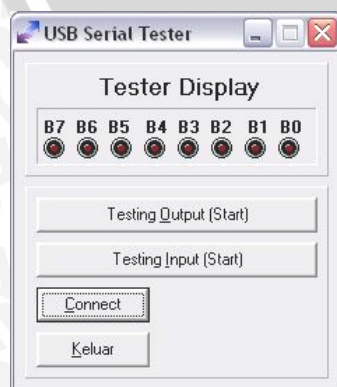 USB Serial Tester
Tester Display
B7 B6 B5 B4 B3 B2 B1 B0
Testing Output (Start)
Testing Input (Start)
Connect
Keluar